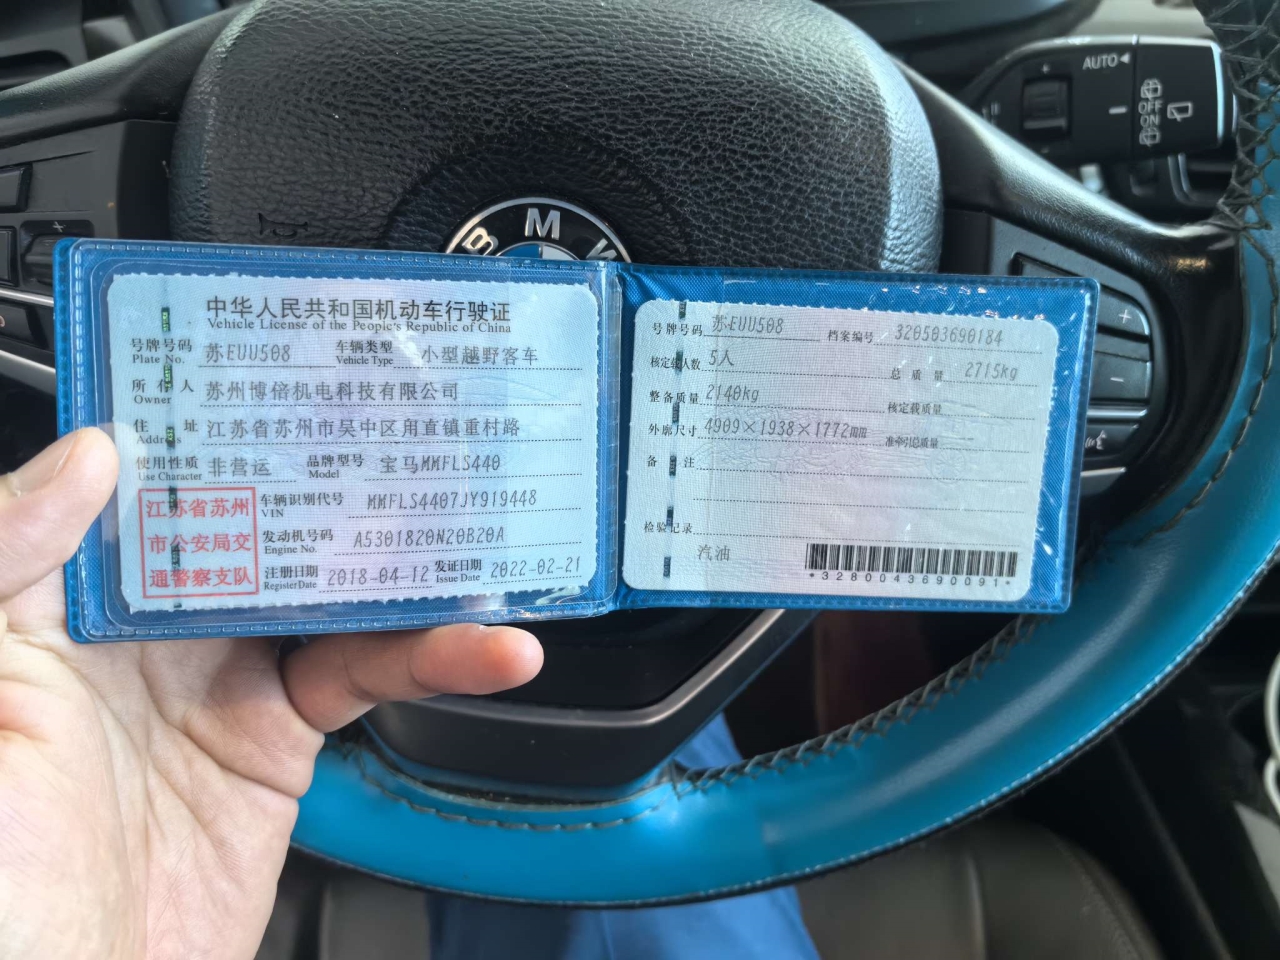 AUTO
OFF
ON
BMW
中华人民共和国机动车行驶证
Vehicle License of the People's Republic of China
号牌号码 苏EUU508 车辆类型 小型越野客车
Plate No. Vehicle Type
所有人 苏州博倍机电科技有限公司
Owner
住址 江苏省苏州市吴中区甪直镇重村路
Address
使用性质 非营运 品牌型号 宝马MMFLS440
Use Character Model
江苏省苏州
市公安局交
通警察支队
车辆识别代号 MMFLS4407JY919448
VIN
发动机号码 A5301820N20B20A
Engine No.
注册日期 2018-04-12 发证日期 2022-02-21
Register Date Issue Date
号牌号码 苏EUU508 档案编号 320503690184
核定载人数 5人 总质量 2715kg
整备质量 2140kg 核定载质量
外廓尺寸 4909×1938×1772 准牵引总质量
备注
检验记录
汽油
*3280043690091*